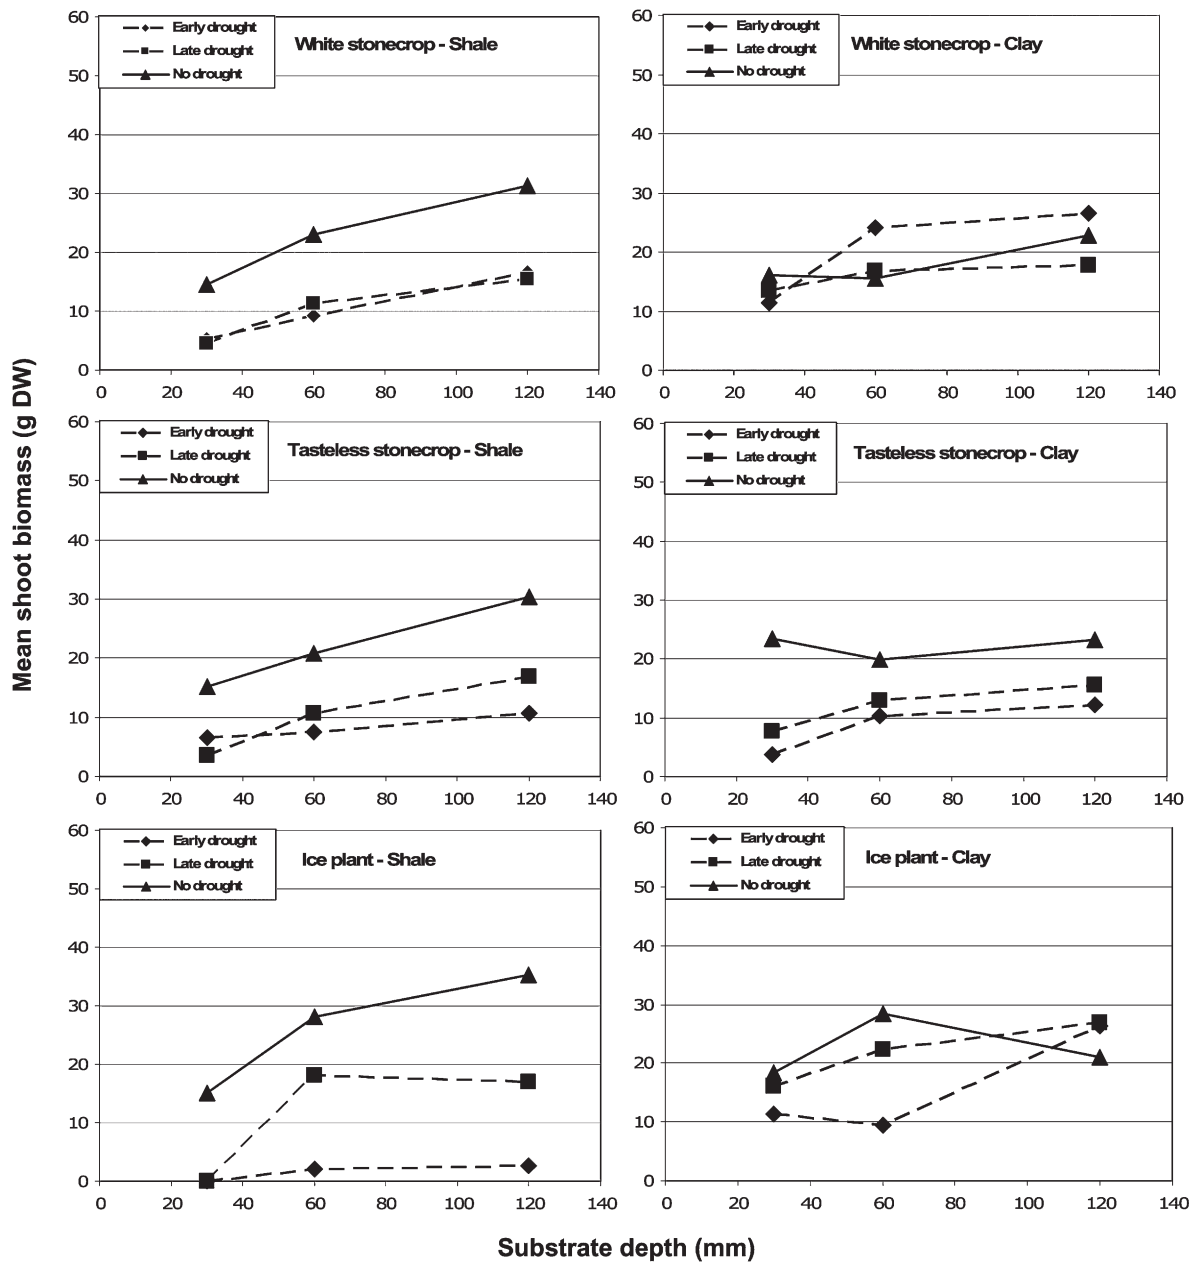 Mean shoot biomass (g DW)
White stonecrop - Shale
Early drought
Late drought
No drought
60
50
40
30
20
10
0
0 20 40 60 80 100 120 140
White stonecrop - Clay
Early drought
Late drought
No drought
60
50
40
30
20
10
0
0 20 40 60 80 100 120 140
Tasteless stonecrop - Shale
Early drought
Late drought
No drought
60
50
40
30
20
10
0
0 20 40 60 80 100 120 140
Tasteless stonecrop - Clay
Early drought
Late drought
No drought
60
50
40
30
20
10
0
0 20 40 60 80 100 120 140
Ice plant - Shale
Early drought
Late drought
No drought
60
50
40
30
20
10
0
0 20 40 60 80 100 120 140
Ice plant - Clay
Early drought
Late drought
No drought
60
50
40
30
20
10
0
0 20 40 60 80 100 120 140
Substrate depth (mm)